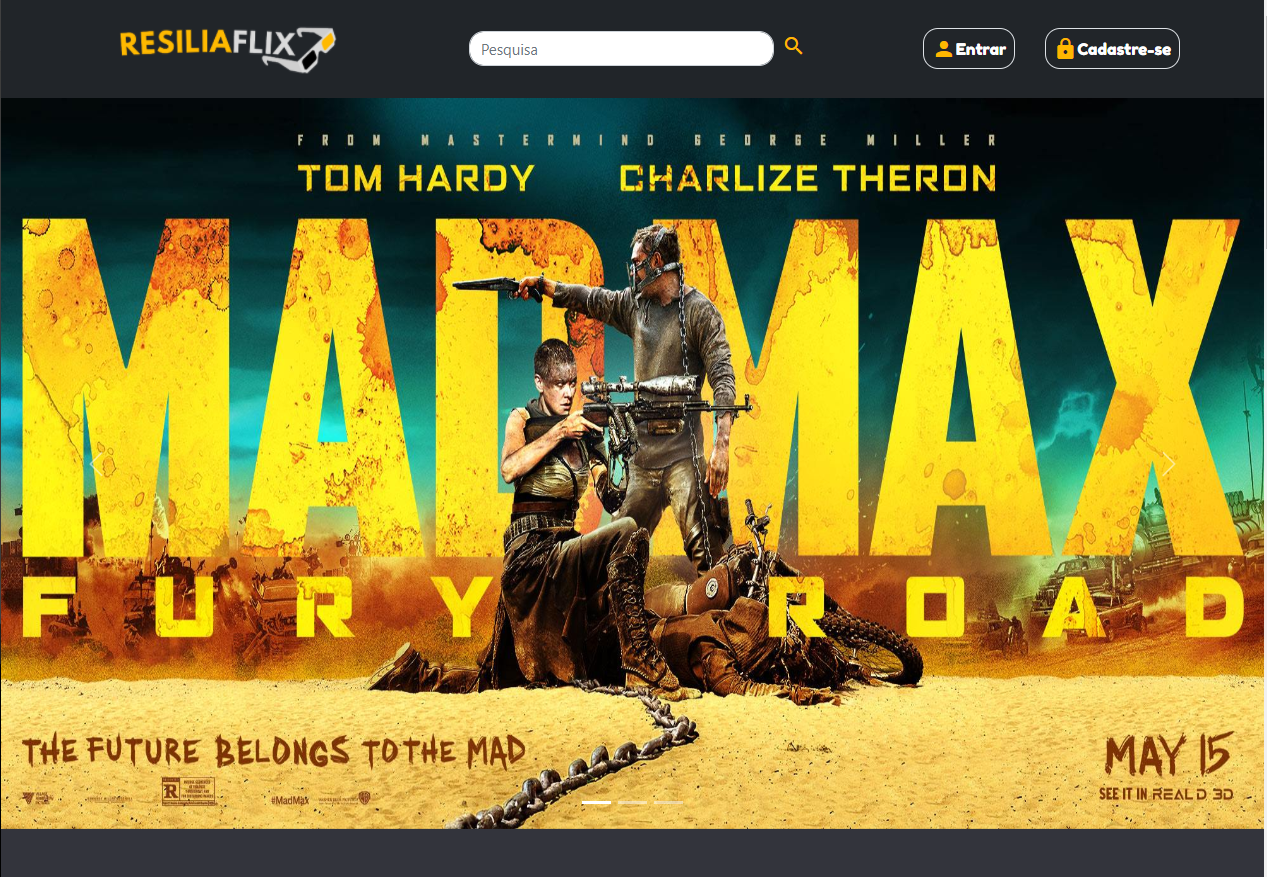 RESILIAFLIX
Pesquisa
Entrar
Cadastre-se
FROM MASTERMIND GEORGE MILLER
TOM HARDY CHARLIZE THERON
MAD MAX
FURY ROAD
THE FUTURE BELONGS TO THE MAD
MAY 15
SEE IT IN REAL D 3D
R
#MadMax